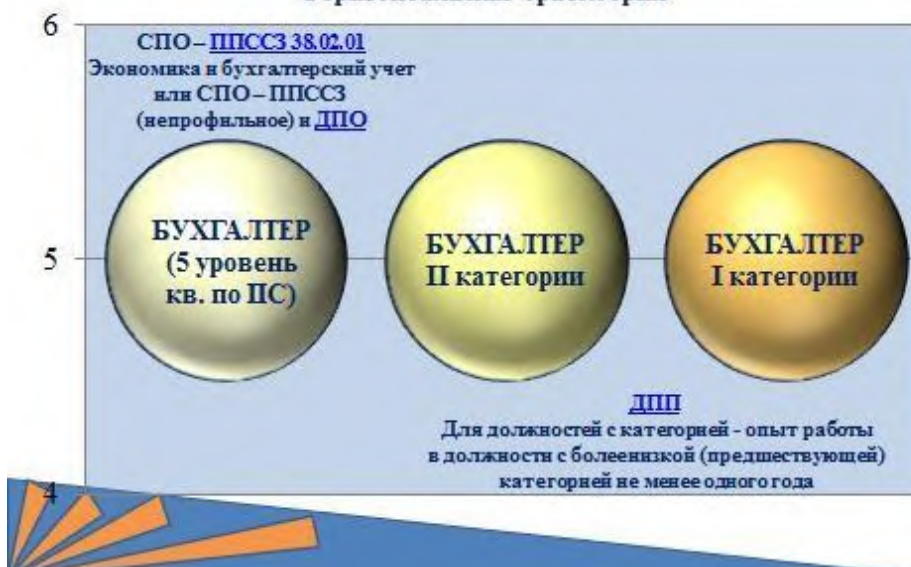 6
СПО – ППССЗ 38.02.01
Экономика и бухгалтерский учет
или СПО – ППССЗ
(непрофильное) и ДПО
БУХГАЛТЕР
(5 уровень
кв. по ПС)
БУХГАЛТЕР
II категории
БУХГАЛТЕР
I категории
5
ДПП
Для должностей с категорией - опыт работы
в должности с болеенизкой (предшествующей)
категорией не менее одного года
4